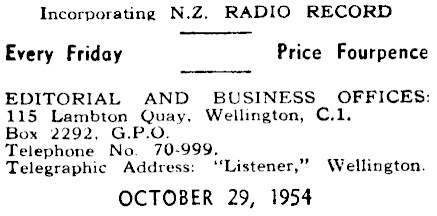 Incorporating N.Z. RADIO RECORD
Every Friday Price Fourpence
EDITORIAL AND BUSINESS OFFICES:
115 Lambton Quay, Wellington, C.1.
Box 2292, G.P.O.
Telephone No. 70-999.
Telegraphic Address: "Listener," Wellington.
OCTOBER 29, 1954